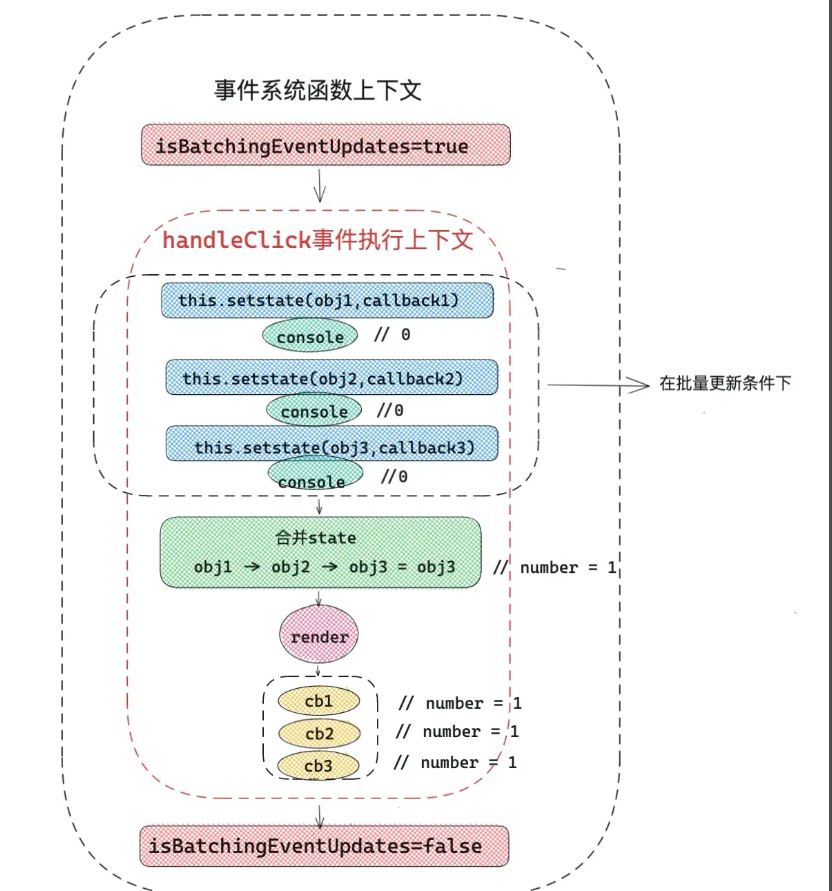 事件系统函数上下文
isBatchingEventUpdates=true
handleClick事件执行上下文
this.setstate(obj1,callback1)
console // 0
this.setstate(obj2,callback2)
在批量更新条件下
console //0
this.setstate(obj3,callback3)
console //0
合并state
obj1 → obj2 → obj3 = obj3 // number = 1
render
cb1 // number = 1
cb2 // number = 1
cb3 // number = 1
isBatchingEventUpdates=false